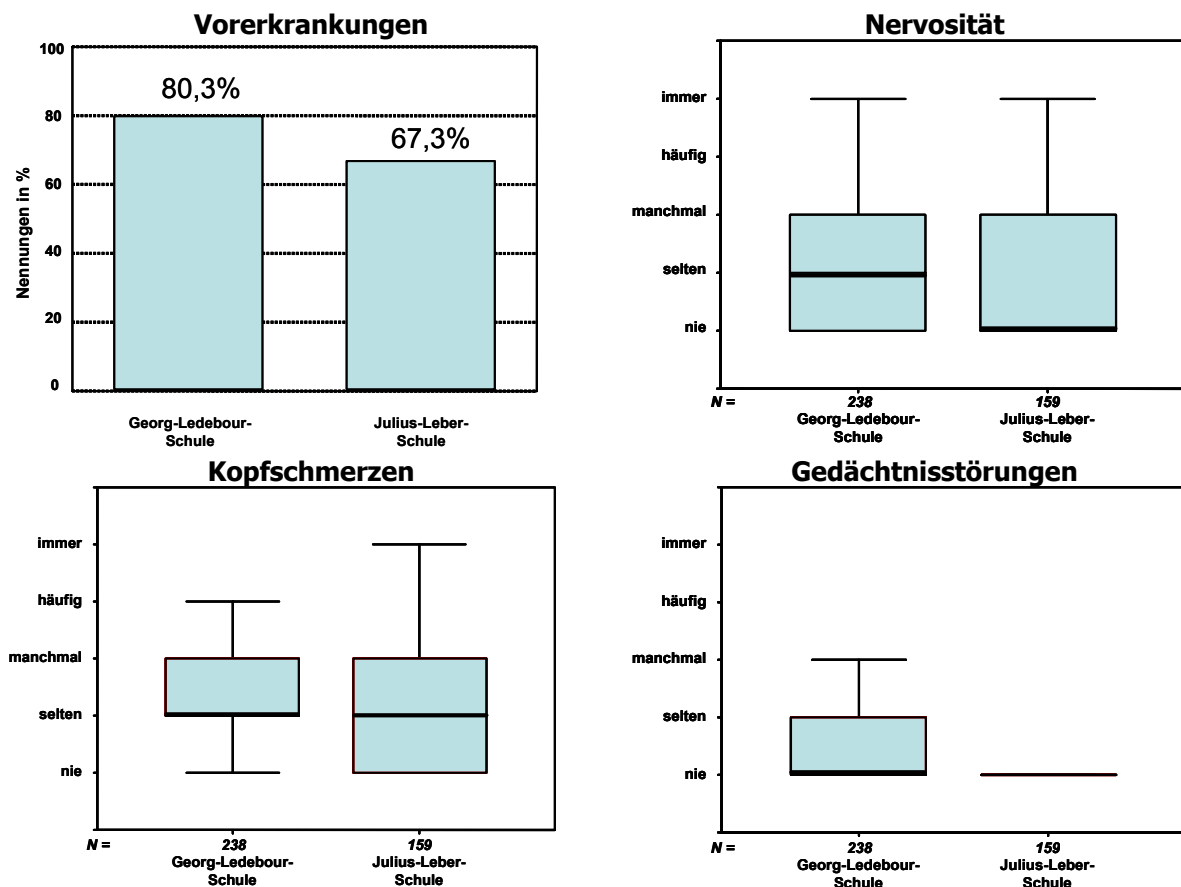 Vorerkrankungen
100
80
60
40
20
0
Nennungen in %
80,3%
67,3%
Georg-Ledebour-
Schule
Julius-Leber-
Schule
Nervosität
immer
häufig
manchmal
selten
nie
N =
238
Georg-Ledebour-
Schule
159
Julius-Leber-
Schule
Kopfschmerzen
immer
häufig
manchmal
selten
nie
N =
238
Georg-Ledebour-
Schule
159
Julius-Leber-
Schule
Gedächtnisstörungen
immer
häufig
manchmal
selten
nie
N =
238
Georg-Ledebour-
Schule
159
Julius-Leber-
Schule